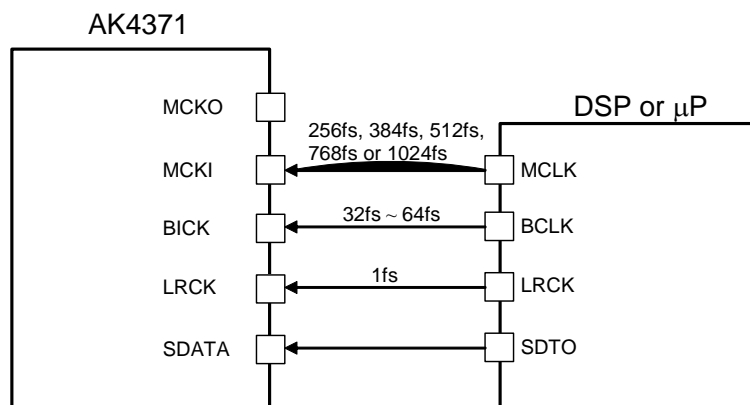 AK4371
DSP or μP
MCKO
256fs, 384fs, 512fs,
768fs or 1024fs
MCKI
MCLK
BICK
32fs ~ 64fs
BCLK
LRCK
1fs
LRCK
SDATA
SDTO